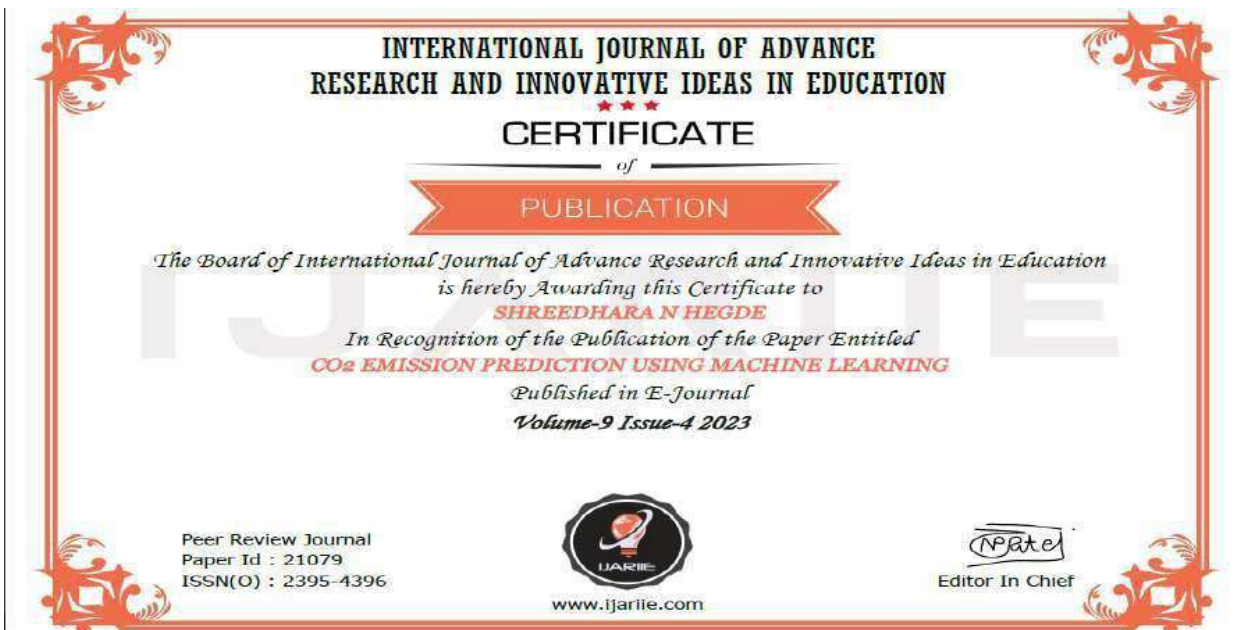 INTERNATIONAL JOURNAL OF ADVANCE
RESEARCH AND INNOVATIVE IDEAS IN EDUCATION
CERTIFICATE
of
PUBLICATION
The Board of International Journal of Advance Research and Innovative Ideas in Education
is hereby Awarding this Certificate to
SHREEDHARA N HEGDE
In Recognition of the Publication of the Paper Entitled
CO2 EMISSION PREDICTION USING MACHINE LEARNING
Published in E-Journal
Volume-9 Issue-4 2023
IJARIIE
Peer Review Journal
Paper Id : 21079
ISSN(O) : 2395-4396
IJARIIE
www.ijariie.com
Editor In Chief